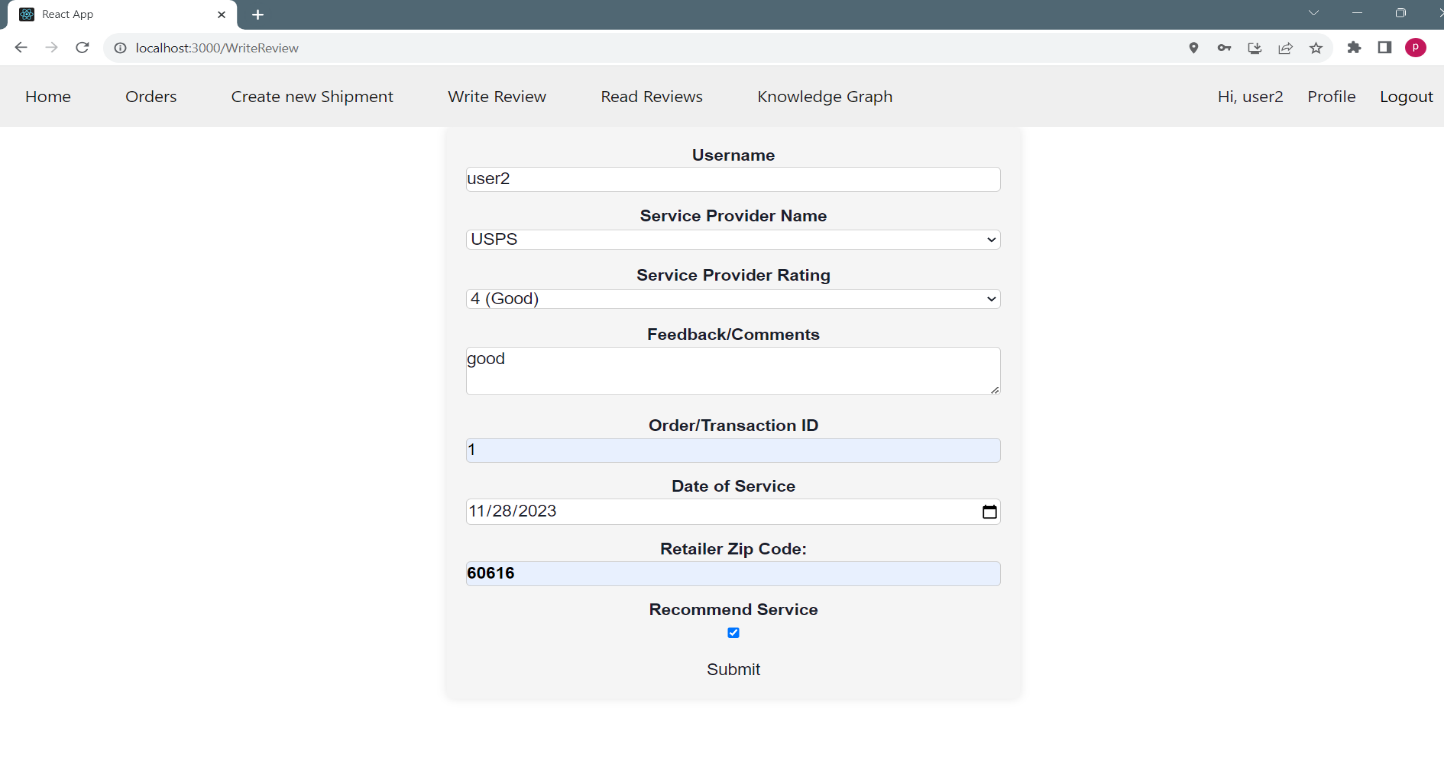 React App
localhost:3000/WriteReview
P
Home Orders Create new Shipment Write Review Read Reviews Knowledge Graph Hi, user2 Profile Logout
Username
user2
Service Provider Name
USPS
Service Provider Rating
4 (Good)
Feedback/Comments
good
Order/Transaction ID
1
Date of Service
11/28/2023
Retailer Zip Code:
60616
Recommend Service
Submit